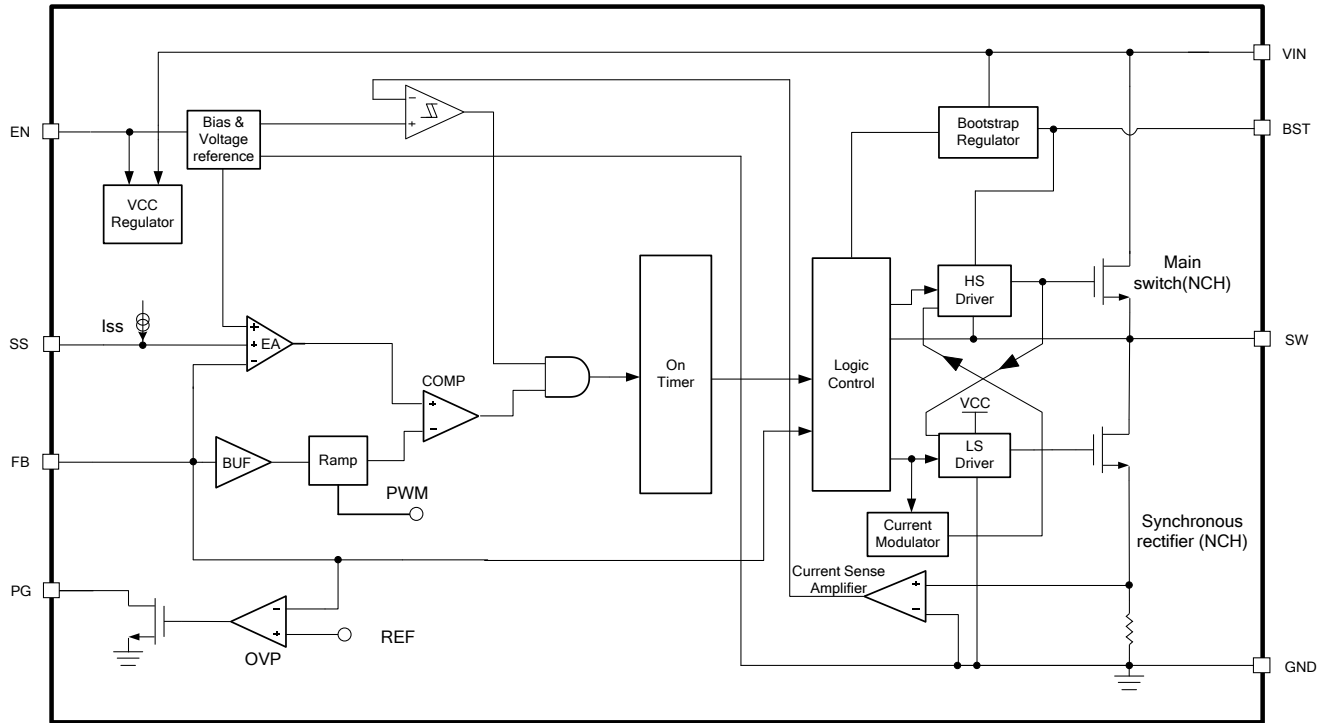 VIN
EN
Bias &
Voltage
reference
Bootstrap
Regulator
BST
VCC
Regulator
HS
Driver
Main
switch(NCH)
Iss
SS
EA
On
Timer
Logic
Control
SW
COMP
VCC
LS
Driver
FB
BUF
Ramp
PWM
Current
Modulator
Synchronous
rectifier (NCH)
Current Sense
Amplifier
PG
REF
OVP
GND